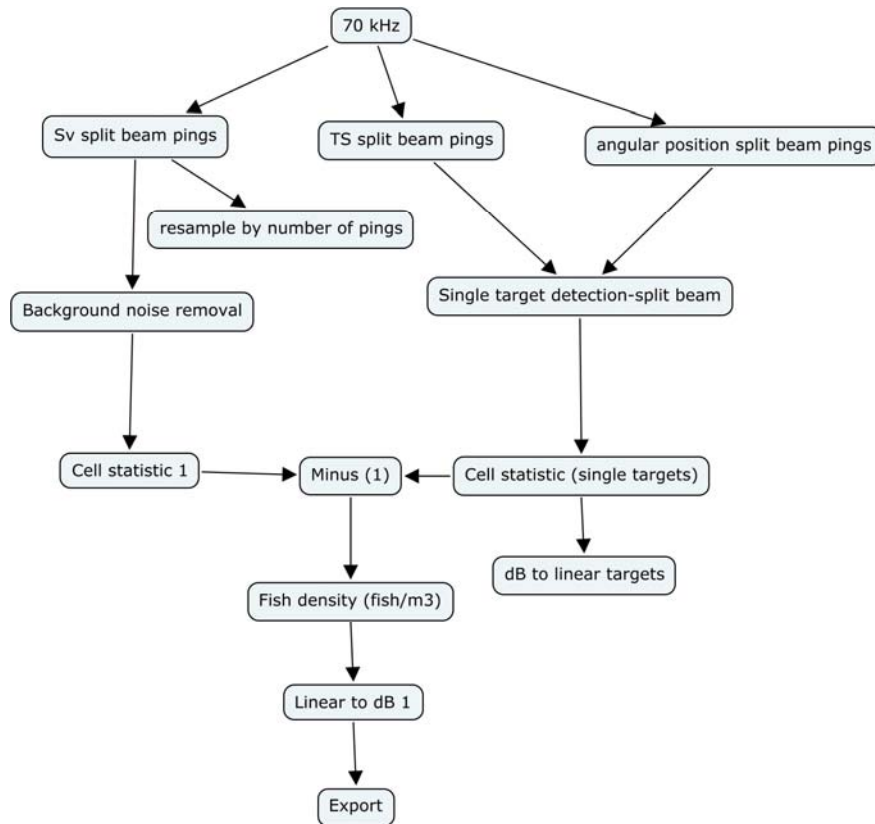 70 kHz
Sv split beam pings
TS split beam pings
angular position split beam pings
resample by number of pings
Single target detection-split beam
Background noise removal
Cell statistic 1
Minus (1)
Cell statistic (single targets)
dB to linear targets
Fish density (fish/m3)
Linear to dB 1
Export